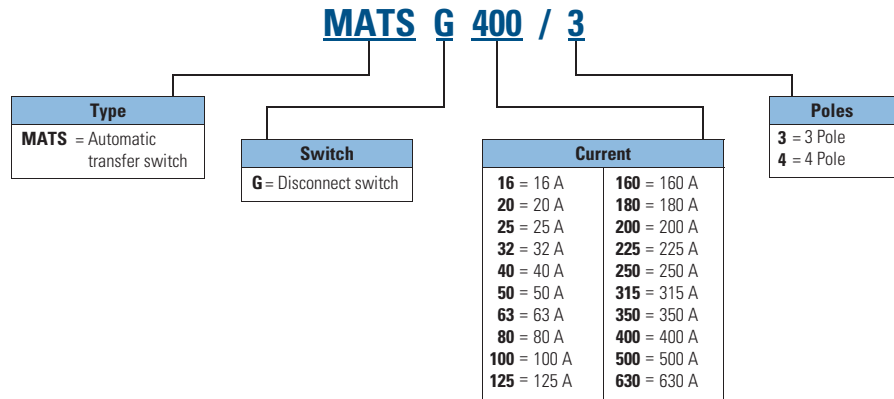 MATS G 400 / 3
Type
MATS = Automatic
transfer switch
Switch
G = Disconnect switch
Current
16 = 16 A
20 = 20 A
25 = 25 A
32 = 32 A
40 = 40 A
50 = 50 A
63 = 63 A
80 = 80 A
100 = 100 A
125 = 125 A
160 = 160 A
180 = 180 A
200 = 200 A
225 = 225 A
250 = 250 A
315 = 315 A
350 = 350 A
400 = 400 A
500 = 500 A
630 = 630 A
Poles
3 = 3 Pole
4 = 4 Pole